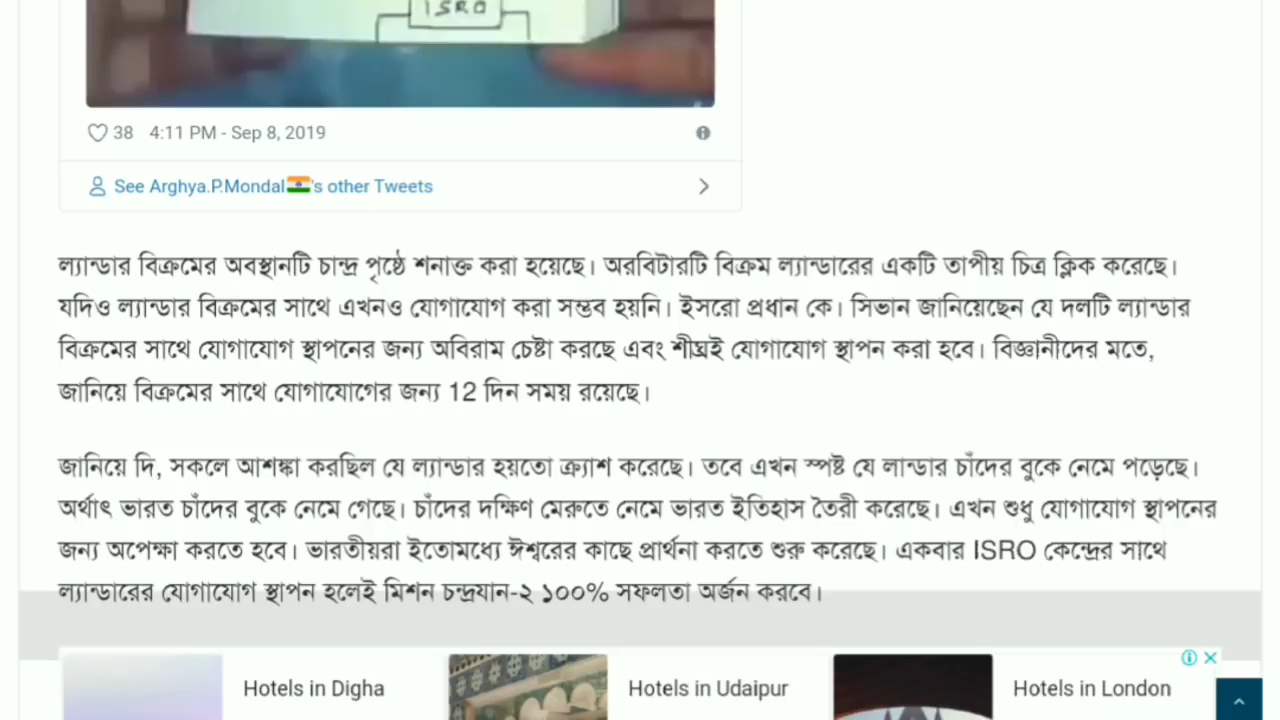 ISRO
38 4:11 PM - Sep 8, 2019
See Arghya.P.Mondal🇮🇳's other Tweets
ল্যান্ডার বিক্রমের অবস্থানটি চান্দ্র পৃষ্ঠে শনাক্ত করা হয়েছে। অরবিটারটি বিক্রম ল্যান্ডারের একটি তাপীয় চিত্র ক্লিক করেছে।
যদিও ল্যান্ডার বিক্রমের সাথে এখনও যোগাযোগ করা সম্ভব হয়নি। ইসরো প্রধান কে। সিভান জানিয়েছেন যে দলটি ল্যান্ডার
বিক্রমের সাথে যোগাযোগ স্থাপনের জন্য অবিরাম চেষ্টা করছে এবং শীঘ্রই যোগাযোগ স্থাপন করা হবে। বিজ্ঞানীদের মতে,
জানিয়ে বিক্রমের সাথে যোগাযোগের জন্য 12 দিন সময় রয়েছে।
জানিয়ে দি, সকলে আশঙ্কা করছিল যে ল্যান্ডার হয়তো ক্র্যাশ করেছে। তবে এখন স্পষ্ট যে লান্ডার চাঁদের বুকে নেমে পড়েছে।
অর্থাৎ ভারত চাঁদের বুকে নেমে গেছে। চাঁদের দক্ষিণ মেরুতে নেমে ভারত ইতিহাস তৈরী করেছে। এখন শুধু যোগাযোগ স্থাপনের
জন্য অপেক্ষা করতে হবে। ভারতীয়রা ইতোমধ্যে ঈশ্বরের কাছে প্রার্থনা করতে শুরু করেছে। একবার ISRO কেন্দ্রের সাথে
ল্যান্ডারের যোগাযোগ স্থাপন হলেই মিশন চন্দ্রযান-২ ১০০% সফলতা অর্জন করবে।
Hotels in Digha Hotels in Udaipur Hotels in London